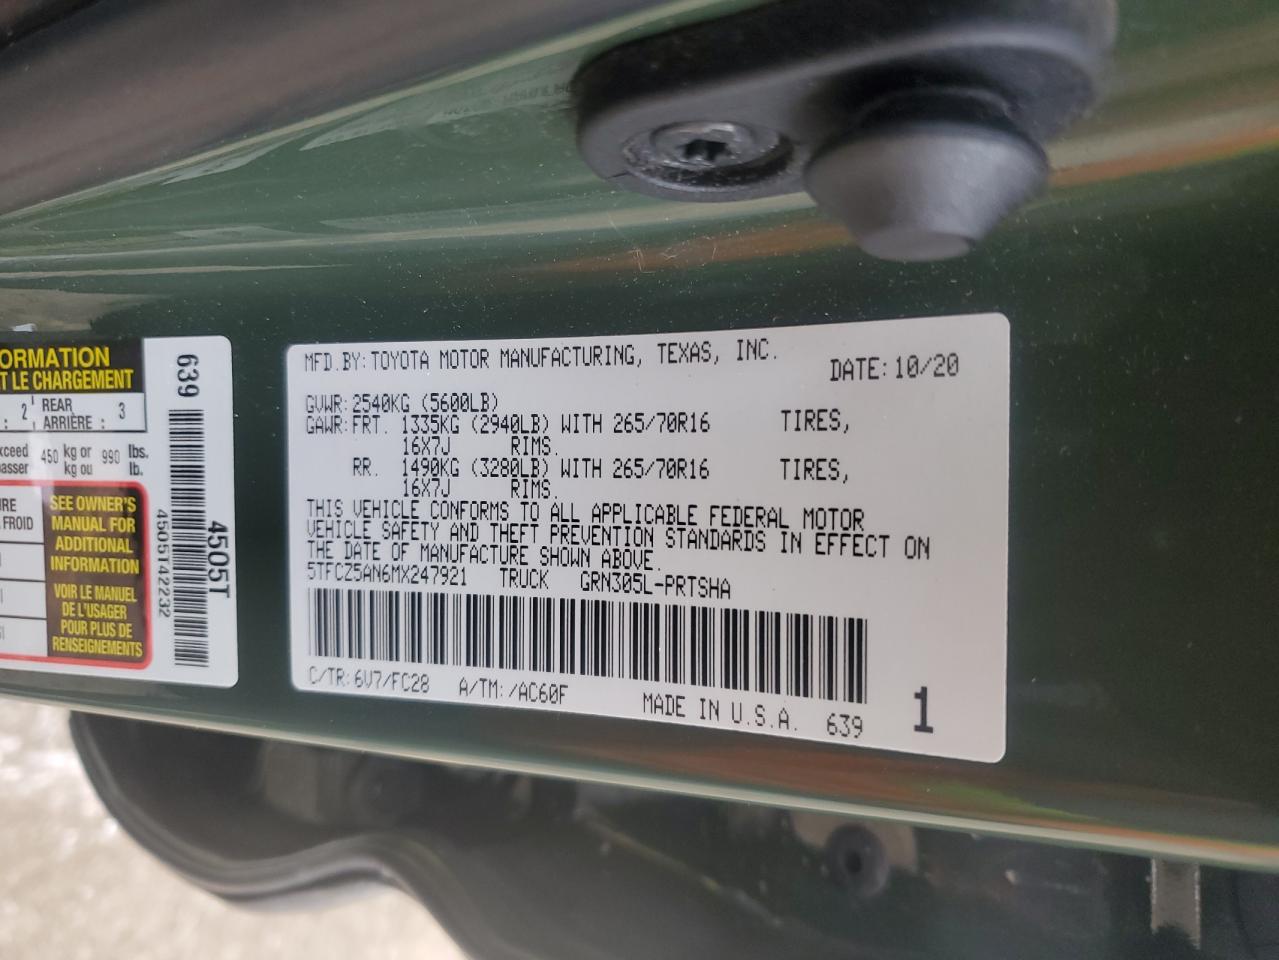 ORMATION
ET LE CHARGEMENT
: 2 REAR ARRIÈRE : 3
450 kg or kg ou 990 lbs. lb.
FROID
SEE OWNER'S
MANUAL FOR
ADDITIONAL
INFORMATION
VOIR LE MANUEL
DE L'USAGER
POUR PLUS DE
RENSEIGNEMENTS
639
4505T
4505142232
MFD.BY:TOYOTA MOTOR MANUFACTURING, TEXAS, INC.
DATE:10/20
GVWR:2540KG (5600LB)
GAWR:FRT. 1335KG (2940LB) WITH 265/70R16 TIRES,
16X7J RIMS.
RR. 1490KG (3280LB) WITH 265/70R16 TIRES,
16X7J RIMS.
THIS VEHICLE CONFORMS TO ALL APPLICABLE FEDERAL MOTOR
VEHICLE SAFETY AND THEFT PREVENTION STANDARDS IN EFFECT ON
THE DATE OF MANUFACTURE SHOWN ABOVE.
5TFCZ5AN6MX247921 TRUCK GRN305L-PRTSHA
C/TR:6V7/FC28 A/TM:/AC60F MADE IN U.S.A. 639 1